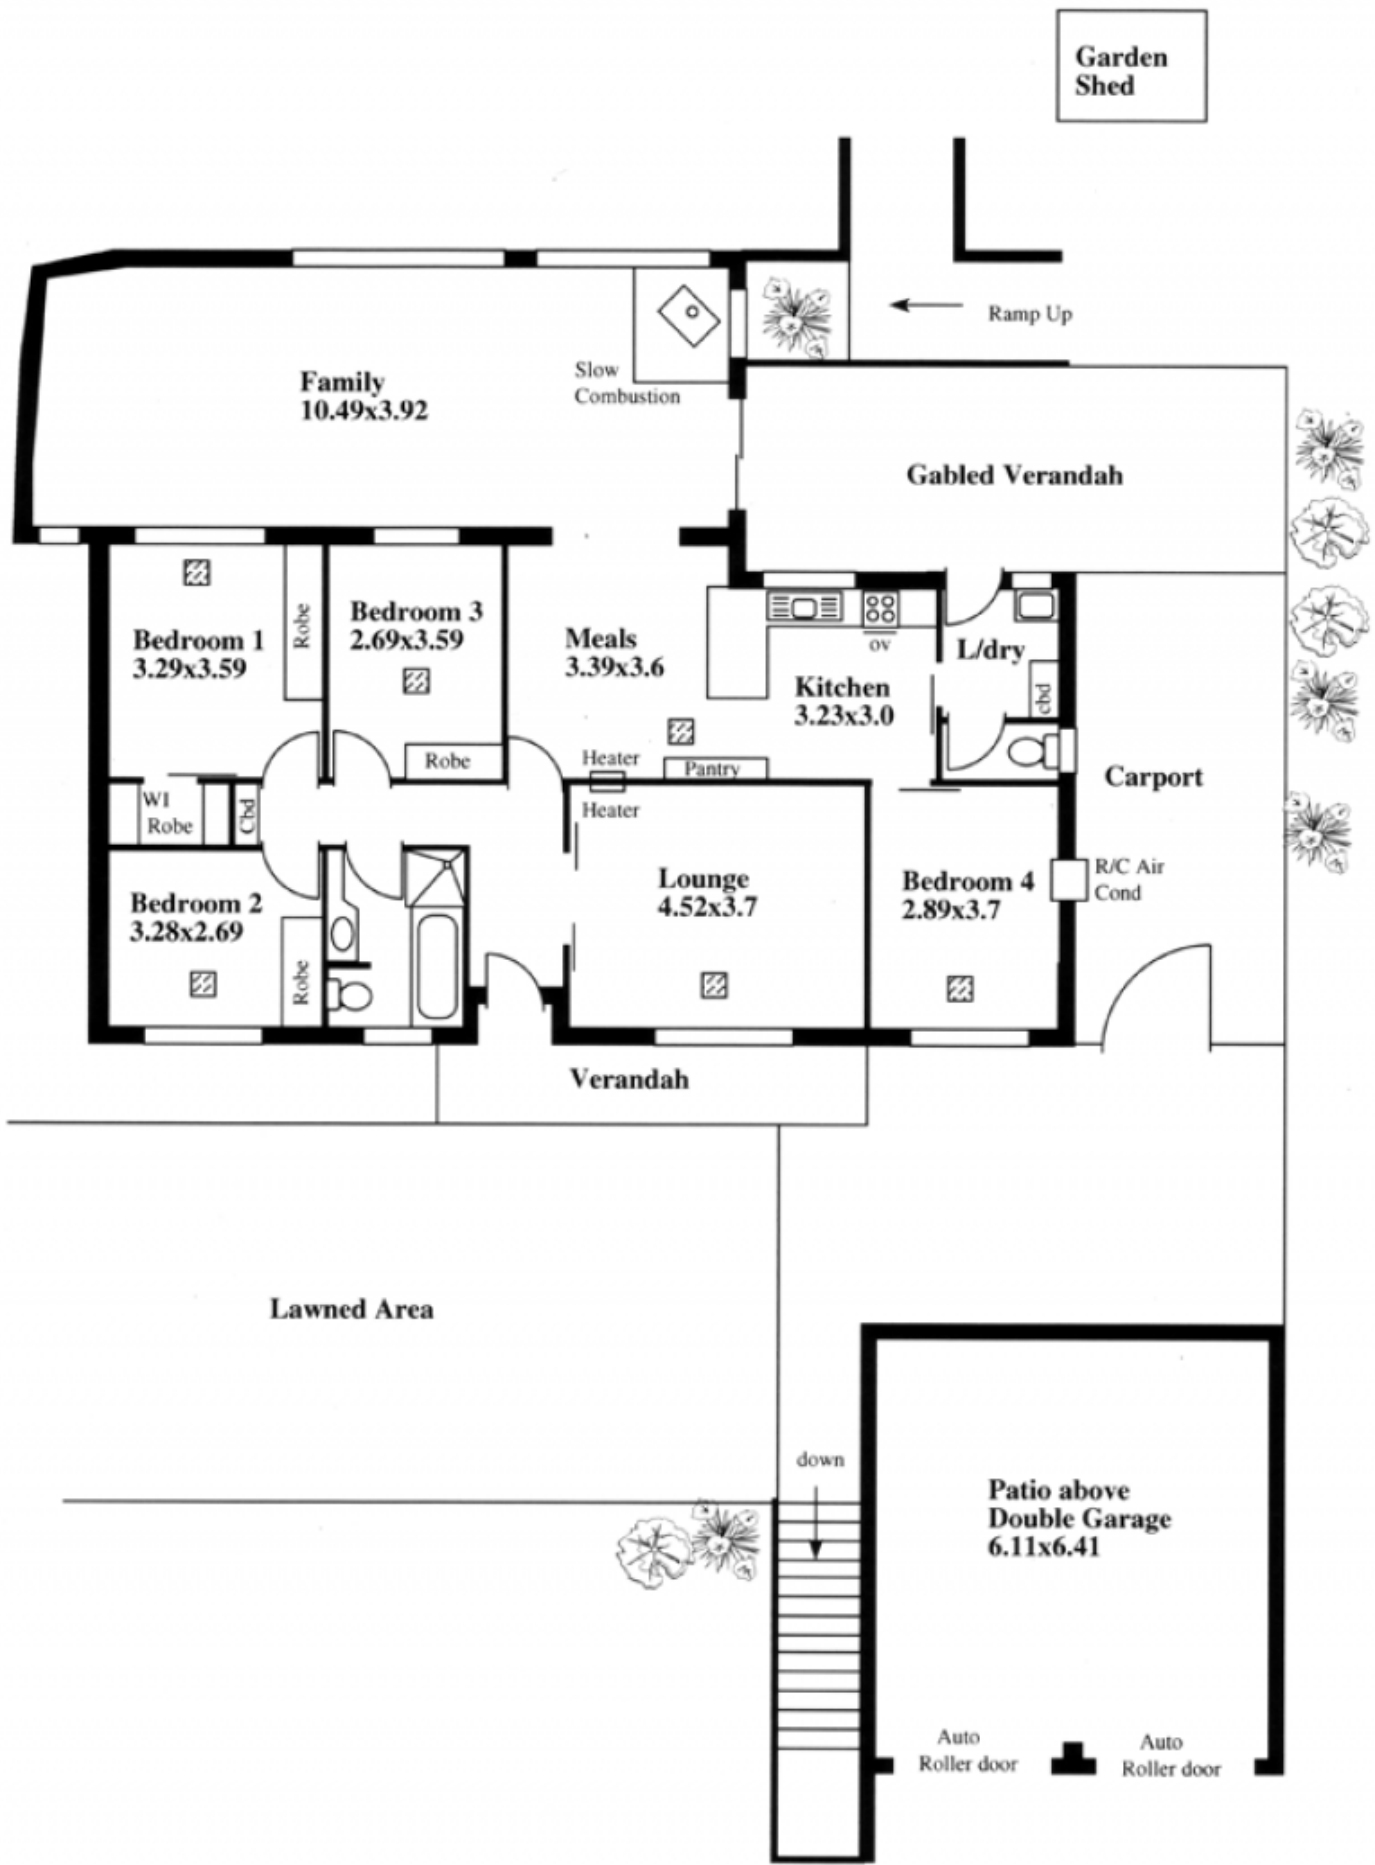 Garden
Shed
Ramp Up
Slow
Combustion
Family
10.49x3.92
Gabled Verandah
Robe
Bedroom 1
3.29x3.59
Bedroom 3
2.69x3.59
Robe
Meals
3.39x3.6
ov
L/dry
cbd
Kitchen
3.23x3.0
Heater
Pantry
Heater
Carport
WI
Robe
Cbd
Bedroom 2
3.28x2.69
Robe
Lounge
4.52x3.7
Bedroom 4
2.89x3.7
R/C Air
Cond
Verandah
Lawned Area
down
Patio above
Double Garage
6.11x6.41
Auto
Roller door
Auto
Roller door